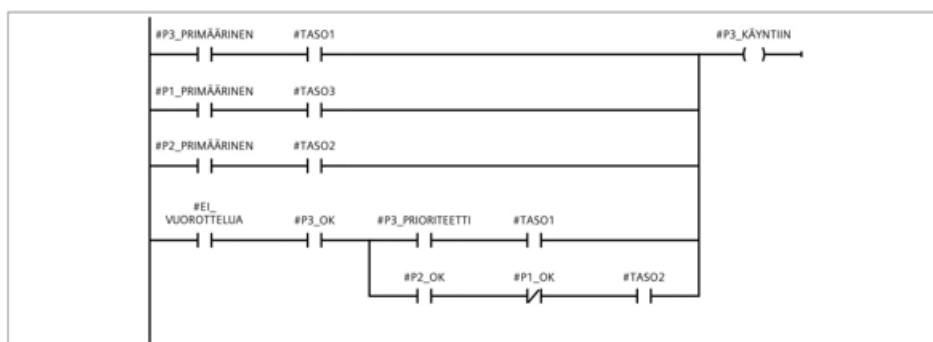 #P3_PRIMÄÄRINEN #TASO1 #P3_KÄYNTIIN
#P1_PRIMÄÄRINEN #TASO3
#P2_PRIMÄÄRINEN #TASO2
#EI_
VUOROTTELUA #P3_OK #P3_PRIORITEETTI #TASO1
#P2_OK #P1_OK #TASO2